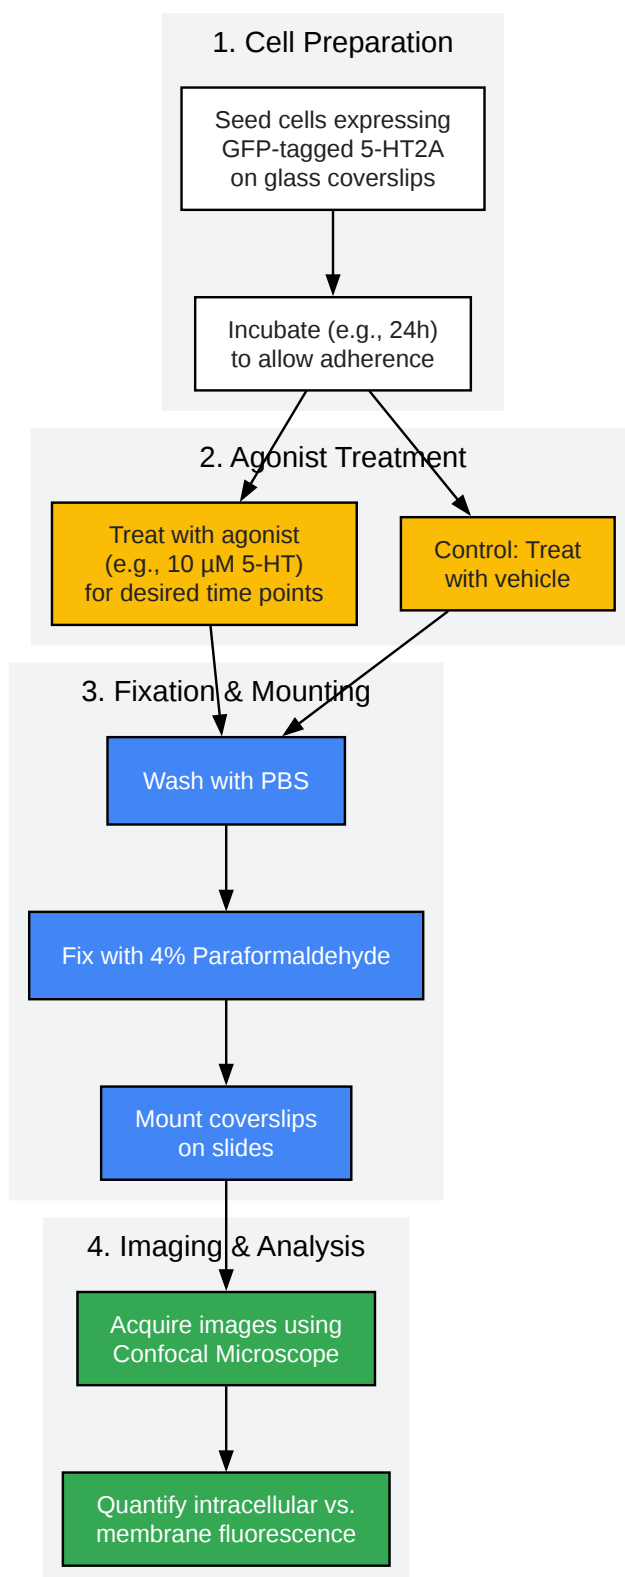 1. Cell Preparation
Seed cells expressing
GFP-tagged 5-HT2A
on glass coverslips
Incubate (e.g., 24h)
to allow adherence
2. Agonist Treatment
Treat with agonist
(e.g., 10 µM 5-HT)
for desired time points
Control: Treat
with vehicle
3. Fixation & Mounting
Wash with PBS
Fix with 4% Paraformaldehyde
Mount coverslips
on slides
4. Imaging & Analysis
Acquire images using
Confocal Microscope
Quantify intracellular vs.
membrane fluorescence